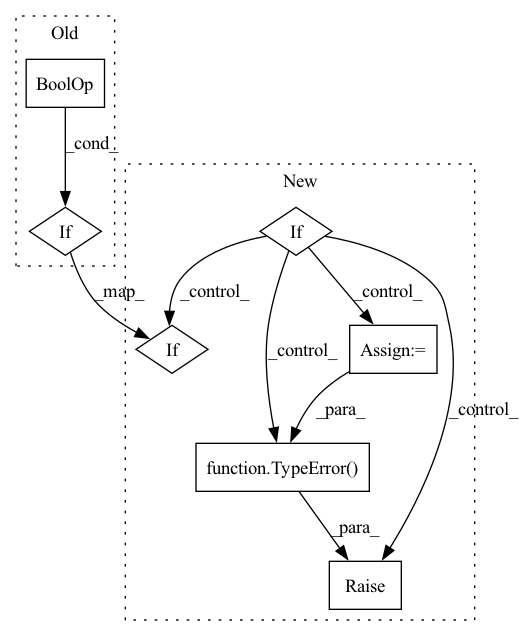 Old
BoolOp
_cond_
New
If
If
_map_
_control_
_control_
If
_control_
Assign:=
_control_
_para_
function.TypeError()
_para_
Raise